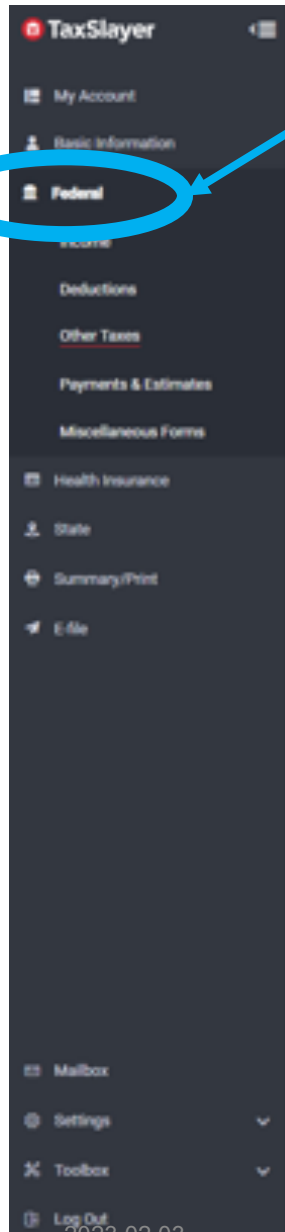 TaxSlayer
My Account
Basic Information
Federal
Income
Deductions
Other Taxes
Payments & Estimates
Miscellaneous Forms
Health Insurance
State
Summary/Print
E-file
Mailbox
Settings
Toolbox
Log Out